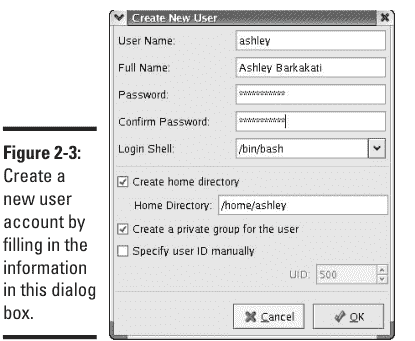 Create New User
User Name: ashley
Full Name: Ashley Barkakati
Password: ***********
Confirm Password: ***********
Login Shell: /bin/bash
Create home directory
Home Directory: /home/ashley
Create a private group for the user
Specify user ID manually
UID: 500
Cancel OK
Figure 2-3:
Create a
new user
account by
filling in the
information
in this dialog
box.